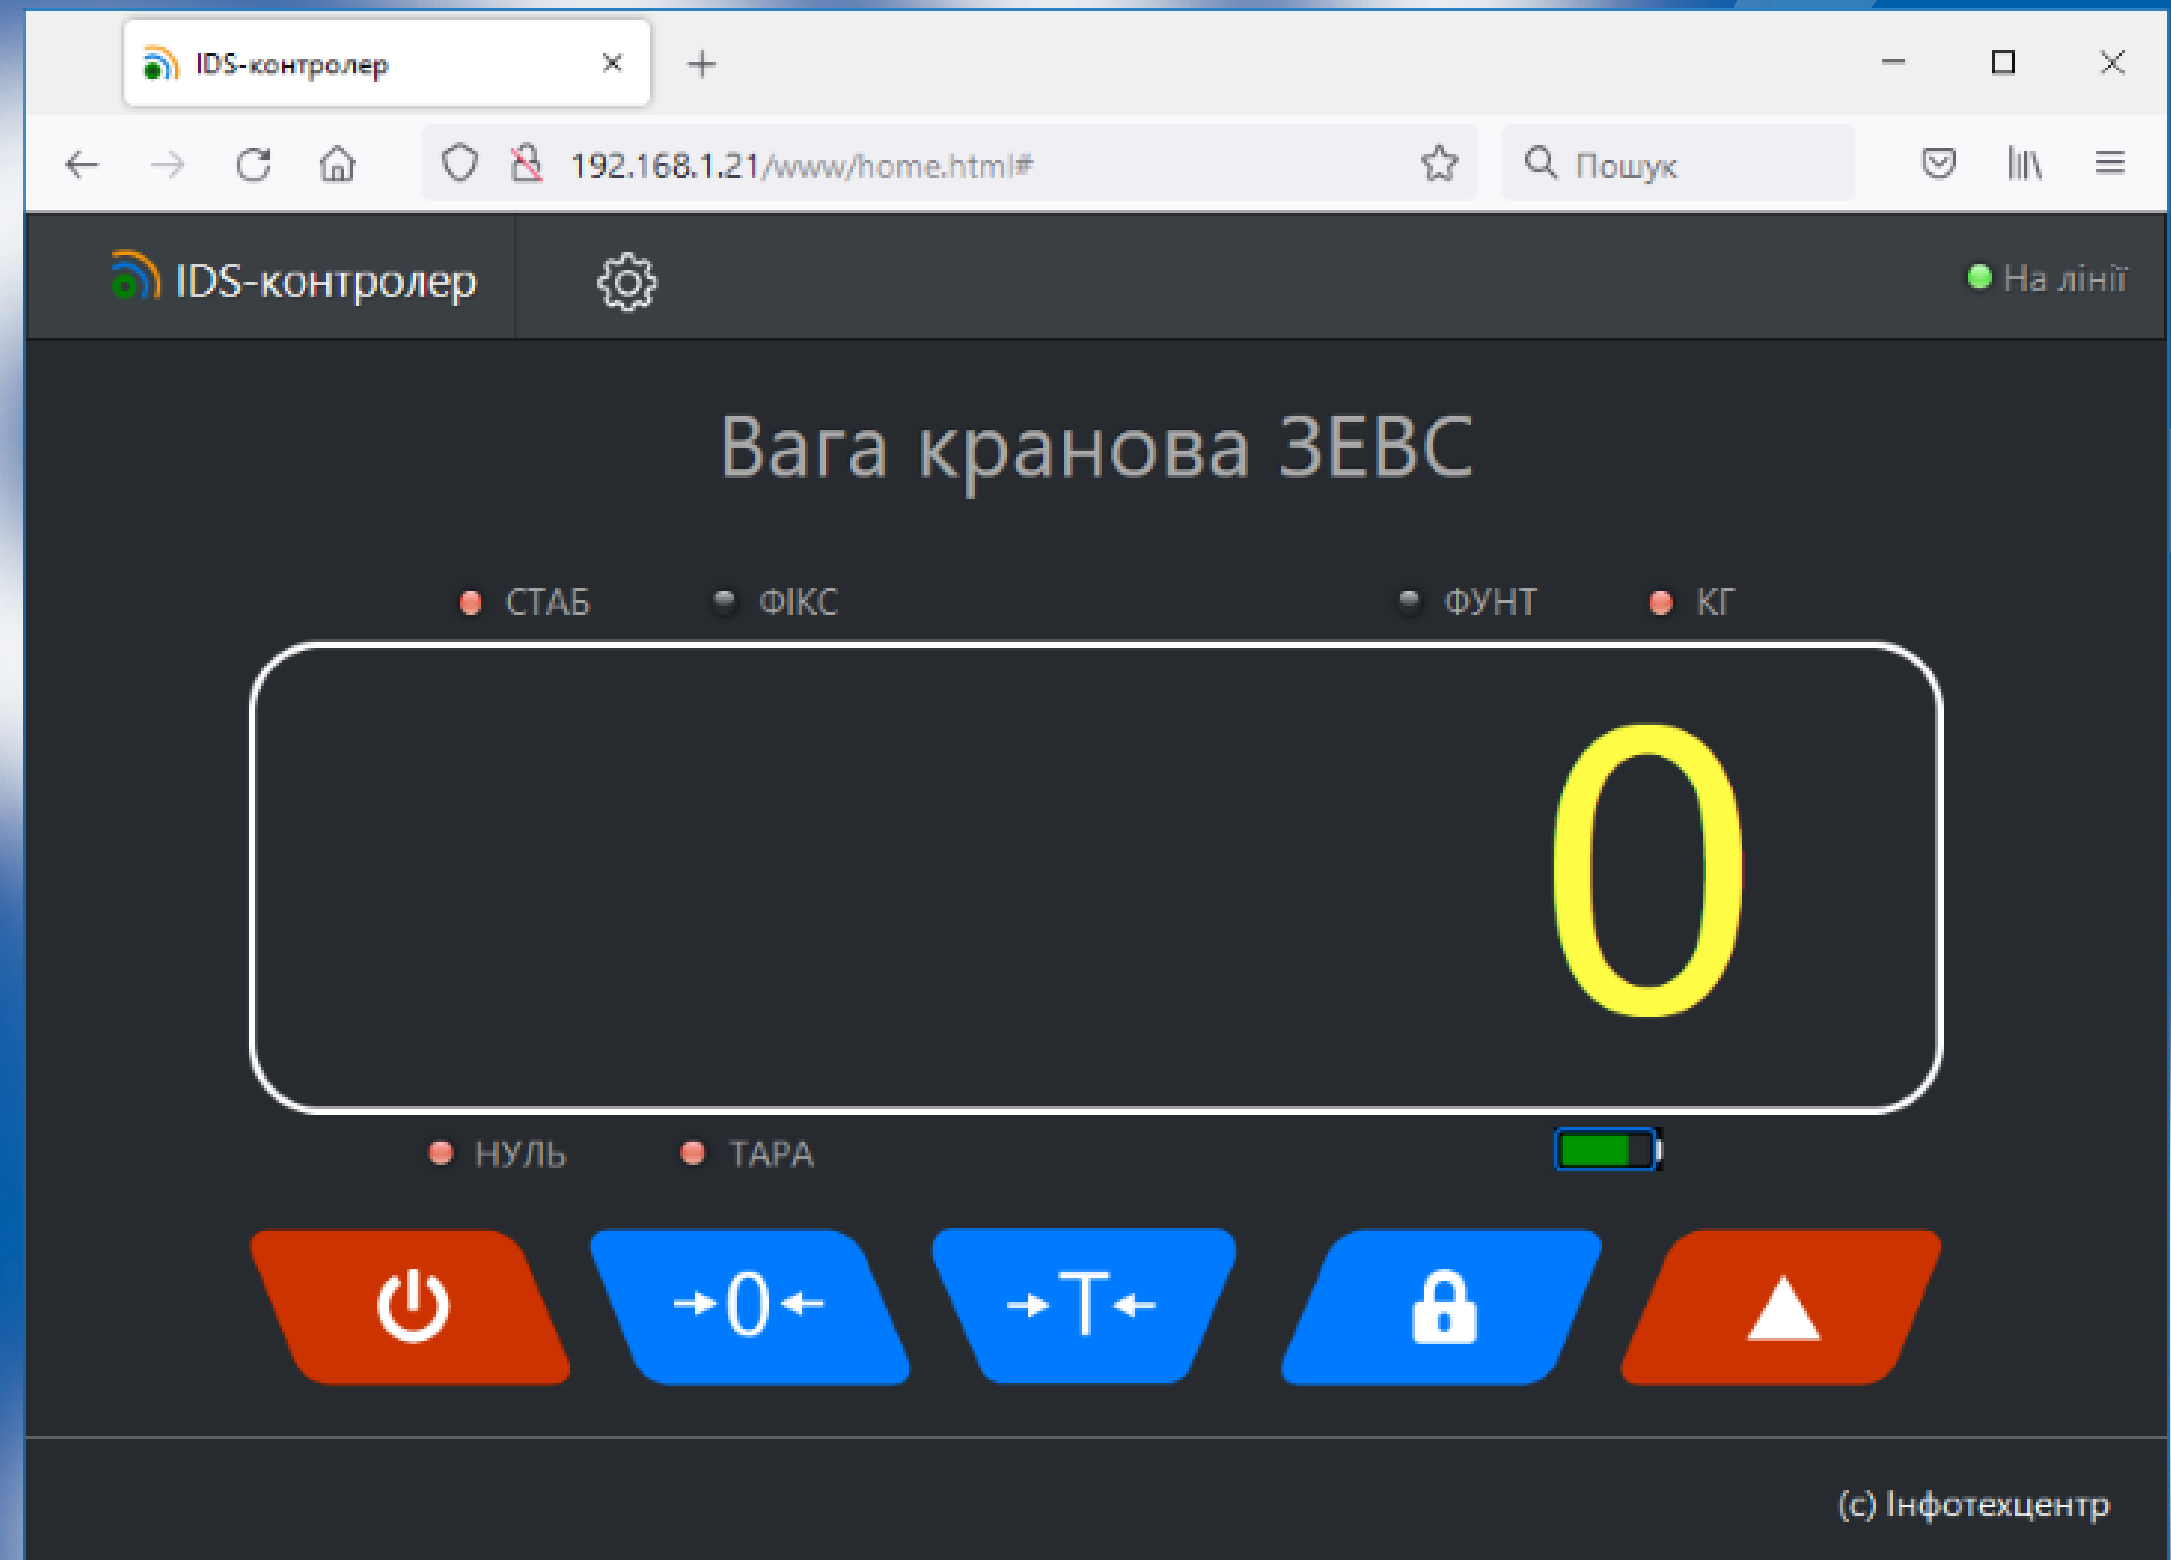 IDS-контролер
192.168.1.21/www/home.html#
Пошук
IDS-контролер
На лінії
Вага кранова ЗЕВС
СТАБ ФІКС ФУНТ КГ
0
НУЛЬ ТАРА
→0← →T←
(c) Інфотехцентр